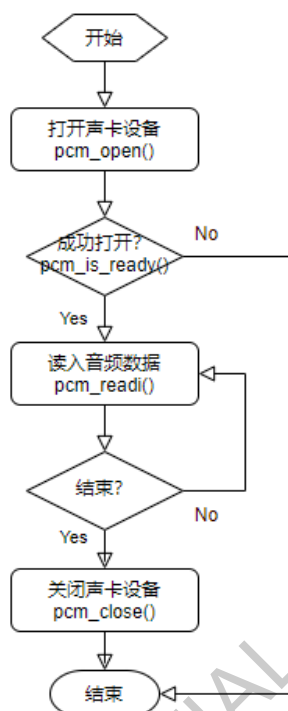 开始
打开声卡设备
pcm_open()
成功打开?
pcm_is_ready()
No
Yes
读入音频数据
pcm_readi()
结束?
No
Yes
关闭声卡设备
pcm_close()
结束